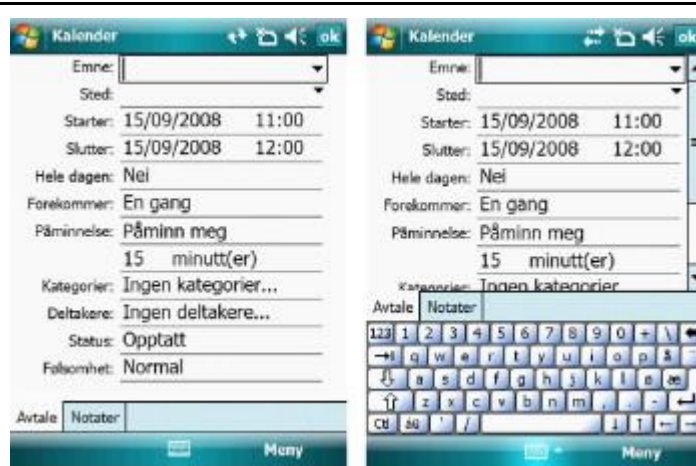 Kalender ok
Emne:
Sted:
Starter: 15/09/2008 11:00
Slutter: 15/09/2008 12:00
Hele dagen: Nei
Forekommer: En gang
Påminnelse: Påminn meg
15 minutt(er)
Kategorier: Ingen kategorier...
Deltakere: Ingen deltakere...
Status: Opptatt
Følsomhet: Normal
Avtale Notater
Meny
Kalender ok
Emne:
Sted:
Starter: 15/09/2008 11:00
Slutter: 15/09/2008 12:00
Hele dagen: Nei
Forekommer: En gang
Påminnelse: Påminn meg
15 minutt(er)
Kategorier: Ingen kategorier
Avtale Notater
123 1 2 3 4 5 6 7 8 9 0 + \
q w e r t y u i o p å
a s d f g h j k l ø æ
z x c v b n m , . -
Ctl áü ' /
Meny